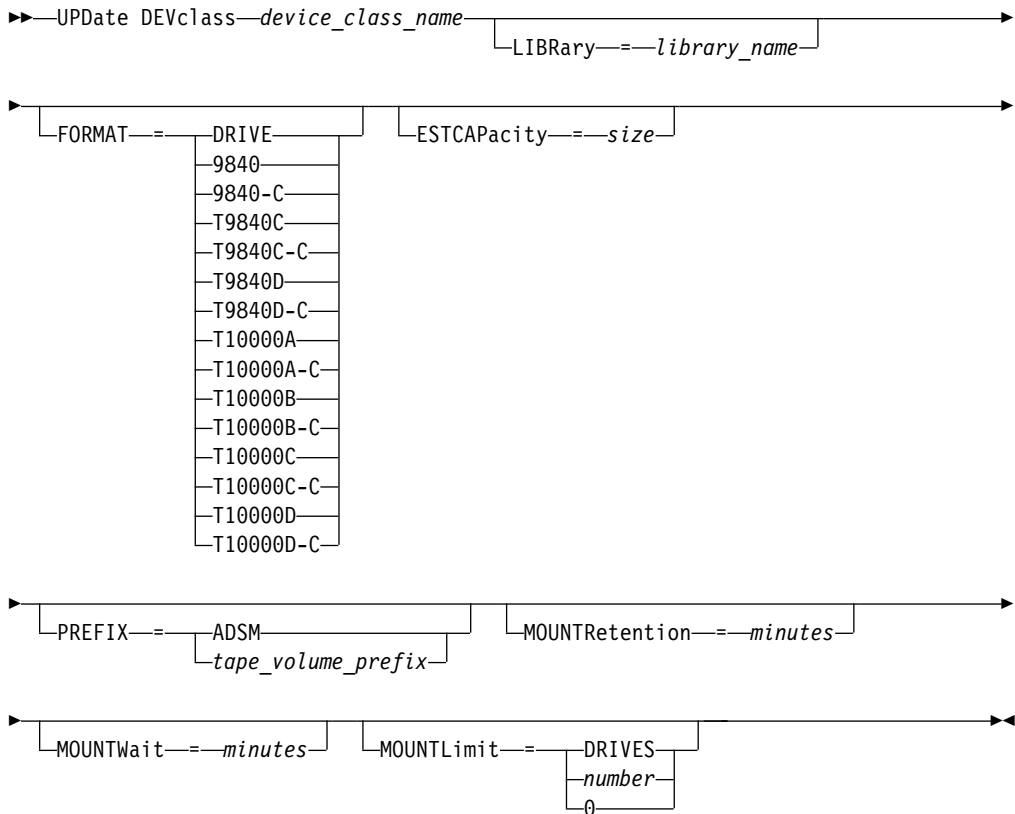 UPDate DEVclass device_class_name
LIBRary = library_name
FORMAT = DRIVE
9840
9840-C
T9840C
T9840C-C
T9840D
T9840D-C
T10000A
T10000A-C
T10000B
T10000B-C
T10000C
T10000C-C
T10000D
T10000D-C
ESTCAPacity = size
PREFIX = ADSM
tape_volume_prefix
MOUNTRetention = minutes
MOUNTWait = minutes
MOUNTLimit = DRIVES
number
0